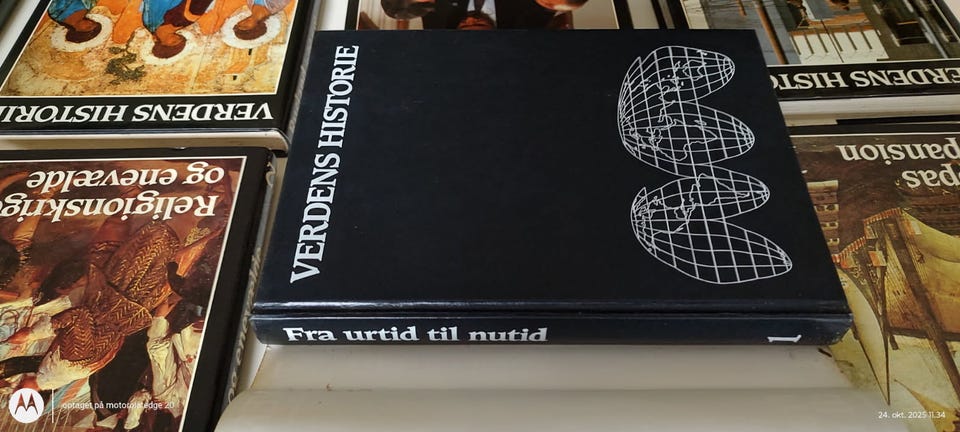 VERDENS HISTORIE
Fra urtid til nutid
1
VERDENS HISTORIE
Religionskrige
og enevælde
VERDENS HISTORIE
pansion
optaget på motorola edge 20
24. okt. 2025 11.34